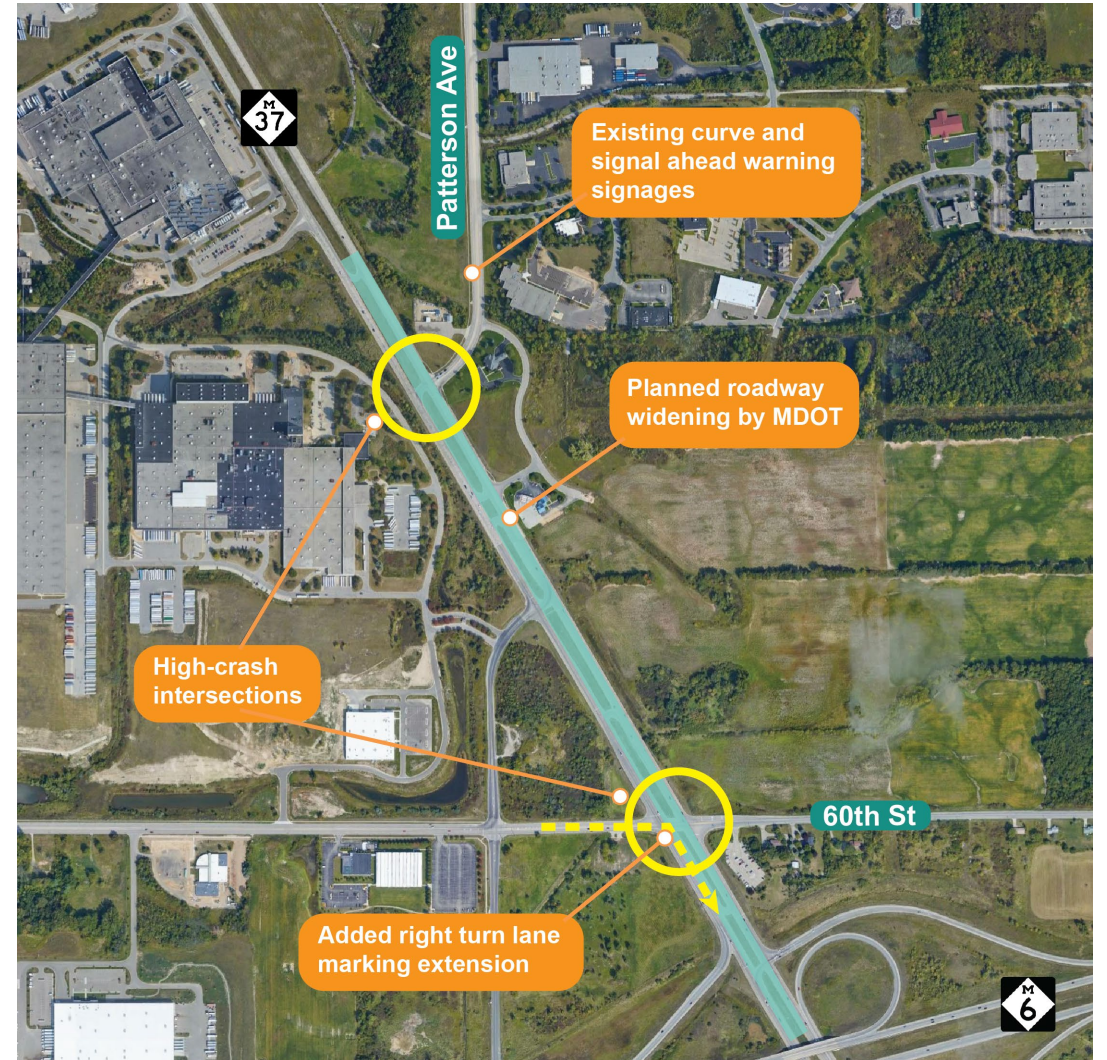 M
37
Patterson Ave
Existing curve and
signal ahead warning
signages
Planned roadway
widening by MDOT
High-crash
intersections
60th St
Added right turn lane
marking extension
M
6